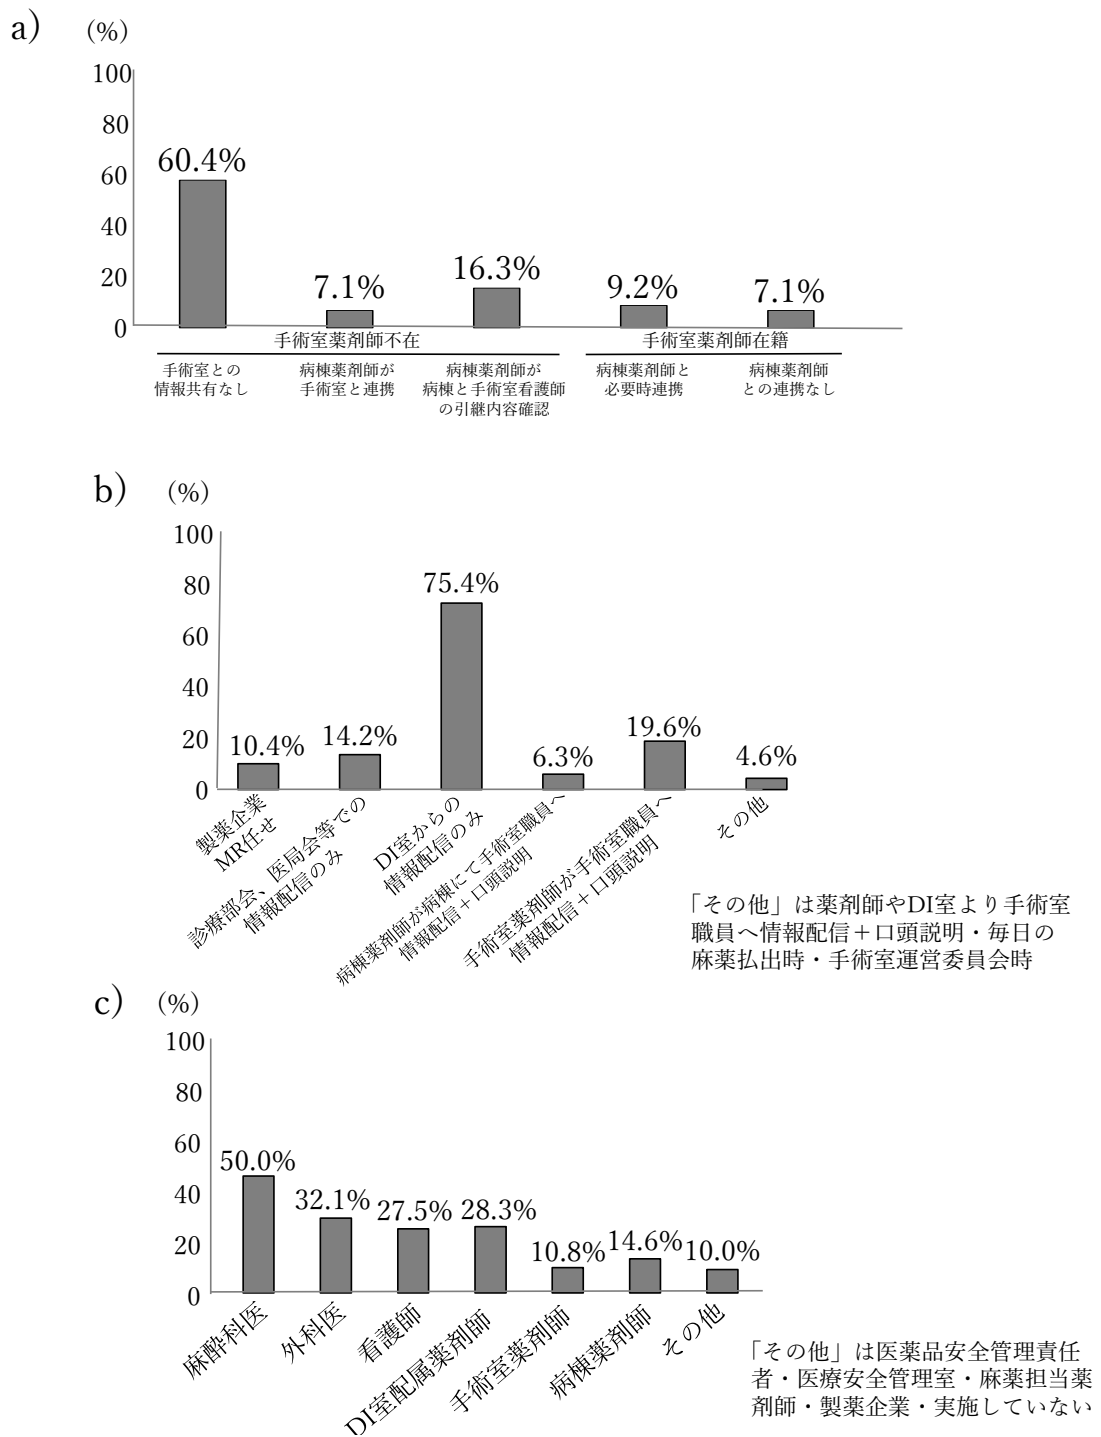 a)
(%)
100
80
60
40
20
0
60.4%
7.1%
16.3%
9.2%
7.1%
手術室薬剤師不在
手術室薬剤師在籍
手術室との
情報共有なし
病棟薬剤師が
手術室と連携
病棟薬剤師が
病棟と手術室看護師
の引継内容確認
病棟薬剤師と
必要時連携
病棟薬剤師
との連携なし
b)
(%)
100
80
60
40
20
0
10.4%
14.2%
75.4%
6.3%
19.6%
4.6%
製薬企業
MR任せ
診療部会、医局会等での
情報配信のみ
DI室からの
情報配信のみ
病棟薬剤師が病棟にて手術室職員へ
情報配信＋口頭説明
手術室薬剤師が手術室職員へ
情報配信＋口頭説明
その他
「その他」は薬剤師やDI室より手術室
職員へ情報配信＋口頭説明・毎日の
麻薬払出時・手術室運営委員会時
c)
(%)
100
80
60
40
20
0
50.0%
32.1%
27.5%
28.3%
10.8%
14.6%
10.0%
麻酔科医
外科医
看護師
DI室配属薬剤師
手術室薬剤師
病棟薬剤師
その他
「その他」は医薬品安全管理責任
者・医療安全管理室・麻薬担当薬
剤師・製薬企業・実施していない